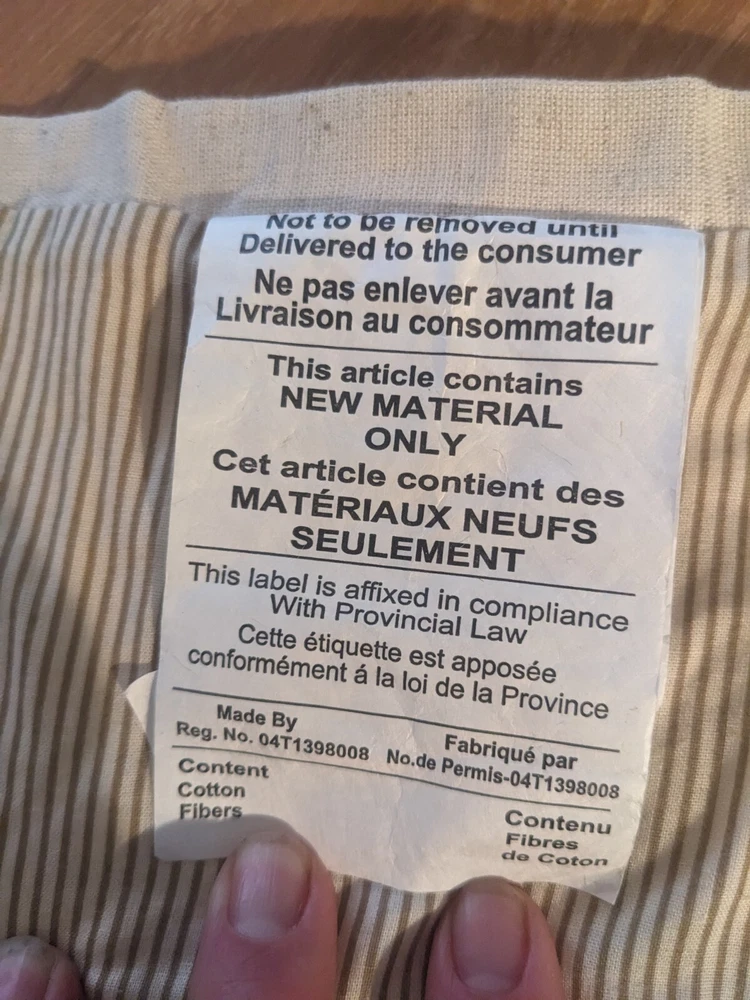 Not to be removed until
Delivered to the consumer
Ne pas enlever avant la
Livraison au consommateur
This article contains
NEW MATERIAL
ONLY
Cet article contient des
MATÉRIAUX NEUFS
SEULEMENT
This label is affixed in compliance
With Provincial Law
Cette étiquette est apposée
conformément á la loi de la Province
Made By
Reg. No. 04T1398008
Fabriqué par
No.de Permis-04T1398008
Content
Cotton
Fibers
Contenu
Fibres
de Coton